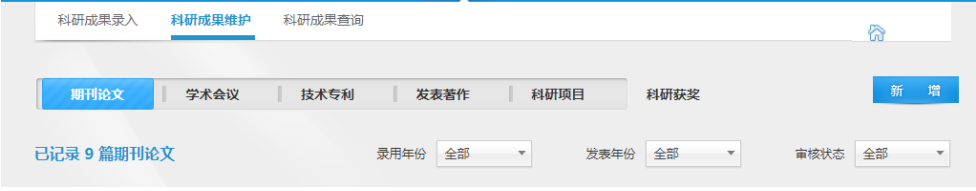 科研成果录入 科研成果维护 科研成果查询
期刊论文 学术会议 技术专利 发表著作 科研项目 科研获奖 新 增
已记录 9 篇期刊论文 录用年份 全部 发表年份 全部 审核状态 全部